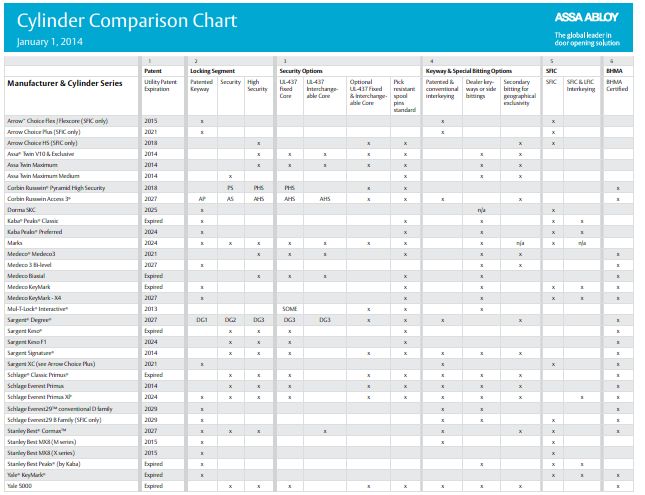 Cylinder Comparison Chart
January 1, 2014
ASSA ABLOY
The global leader in
door opening solution
1 2 3 4 5 6
Patent Locking Segment Security Options Keyway & Special Bitting Options SFIC BHMA
Manufacturer & Cylinder Series
Utility Patent Expiration
Patented Keyway
Security
High Security
UL-437 fixed Core
UL-437 Interchange-able Core
Optional UL-437 Fixed & Interchange-able Core
Pick resistant spool pins standard
Patented & conventional interkeying
Dealer key-ways or side bittings
Secondary bitting for geographical exclusivity
SFIC
SFIC & LFIC Interkeying
BHMA Certified
Arrow™ Choice Flex / Flexcore (SFIC only) 2015 x x x
Arrow Choice Plus (SFIC only) 2021 x x x
Arrow Choice HS (SFIC only) 2018 x x x x x
Assa® Twin V10 & Exclusive 2014 x x x x x x x
Assa Twin Maximum 2014 x x x x x x x
Assa Twin Maximum Medium x x x x
Corbin Russwin® Pyramid High Security 2018 PS PHS PHS x x x
Corbin Russwin Access 3® 2027 AP AS AHS AHS AHS x x x x x
Dorma SKC 2025 x n/a x
Kaba® Peaks® Classic Expired x x x x x
Kaba Peaks® Preferred 2024 x x x x x
Marks 2024 x x x x x x x x n/a x n/a
Medeco® Medeco3 2021 x x x x x x x
Medeco 3 Bi-level 2027 x x x x x
Medeco Biaxial Expired x x x x x x
Medeco KeyMark Expired x x x x x x
Medeco KeyMark - X4 2027 x x x x x x
Mul-T-Lock® Interactive® 2013 SOME x x x
Sargent® Degree® 2027 DG1 DG2 DG3 DG3 DG3 x x x x x
Sargent Keso® Expired x x x x x
Sargent Keso F1 2024 x x x x x
Sargent Signature® 2014 x x x x x x x x
Sargent XC (see Arrow Choice Plus) 2021 x x x x
Schlage® Classic Primus® Expired x x x x x x x x x
Schlage Everest Primus 2014 x x x x x x x x x
Schlage Everest Primus XP 2024 x x x x x x x x x x
Schlage Everest29™ conventional D family 2029 x x x x
Schlage Everest29 B Family (SFIC only) 2029 x x x x x
Stanley Best® Cormax™ 2027 x x x x x x x x
Stanley Best MX8 (M series) 2015 x x x
Stanley Best MX8 (X series) 2015 x x
Stanley Best Peaks® (by Kaba) Expired x x x x
Yale® KeyMark® Expired x x x x
Yale 5000 Expired x x x x x x x x x